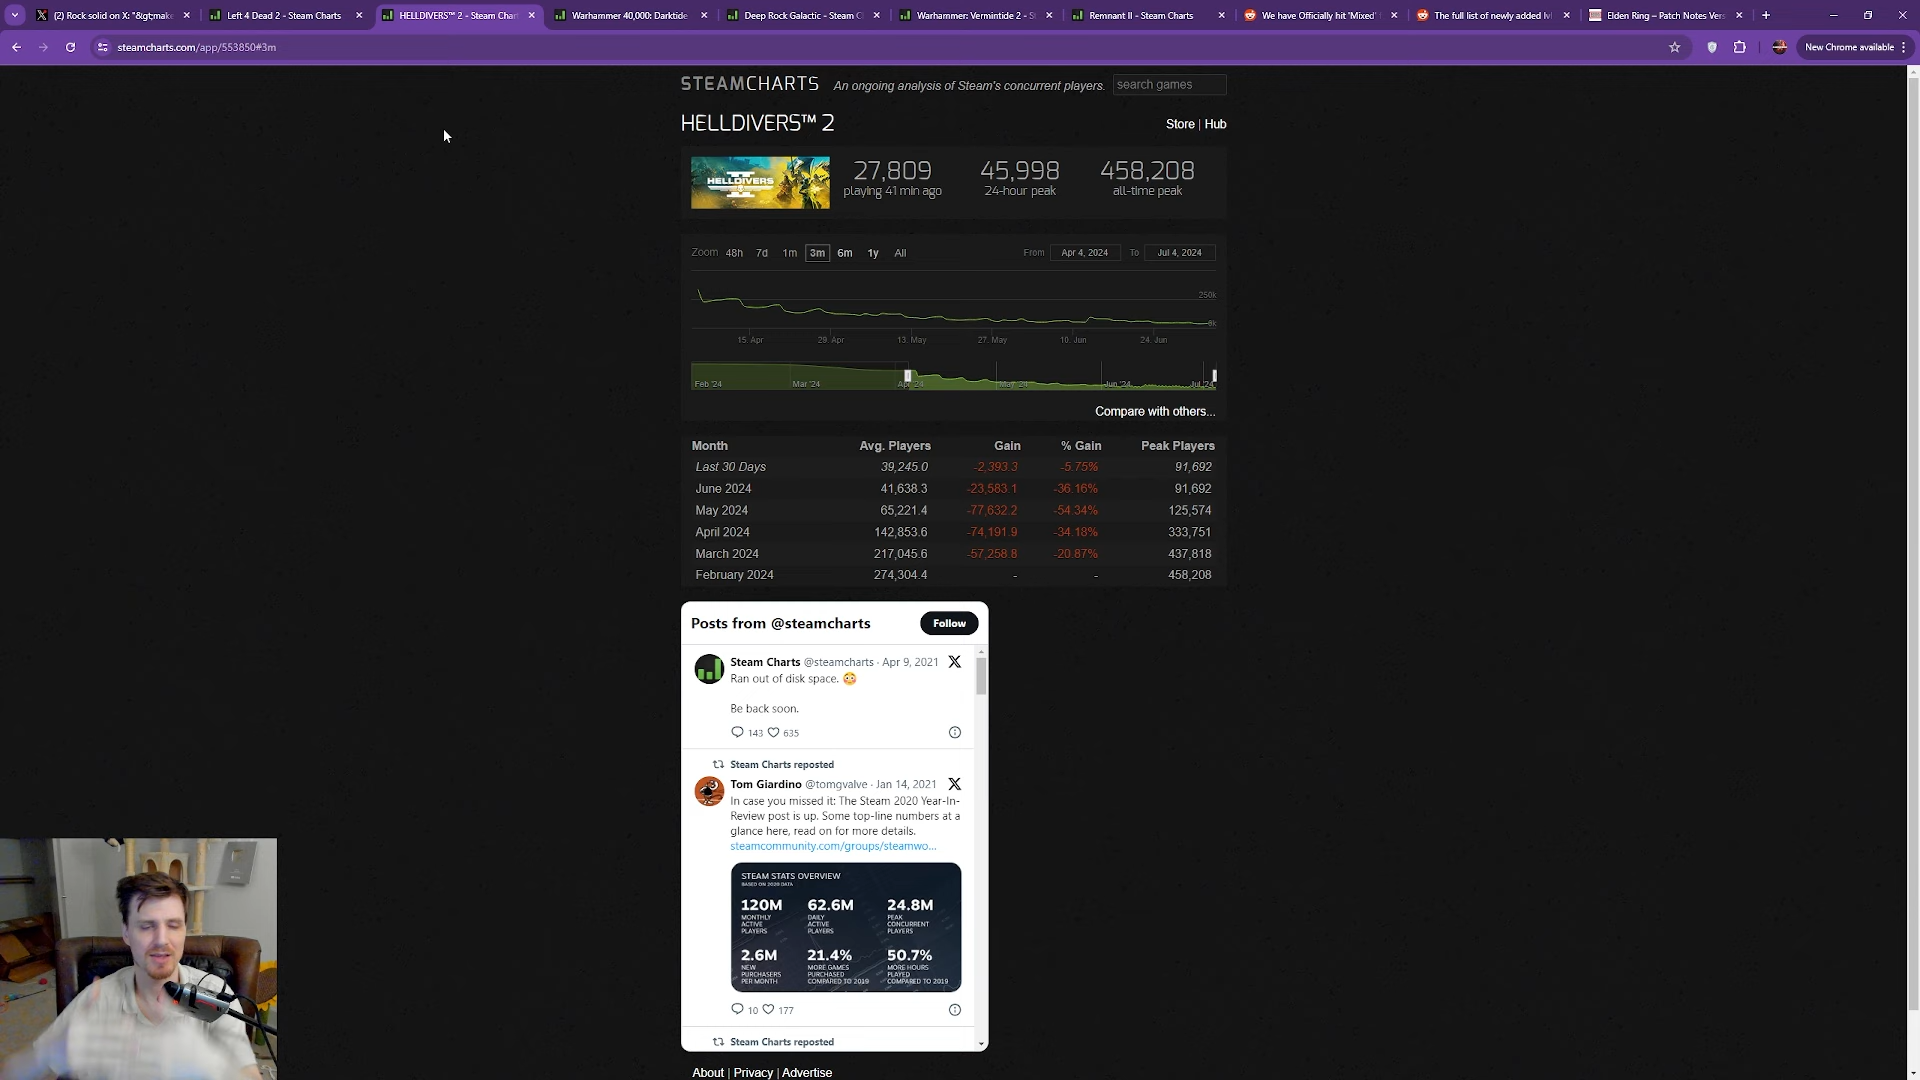 (2) Rock solid on X: "&gt;make
Left 4 Dead 2 - Steam Charts
HELLDIVERS™ 2 - Steam Char
Warhammer 40,000: Darktide
Deep Rock Galactic - Steam C
Warhammer: Vermintide 2 - S
Remnant II - Steam Charts
We have Officially hit 'Mixed'
The full list of newly added lvl
Elden Ring – Patch Notes Vers
steamcharts.com/app/553850#3m
New Chrome available
STEAMCHARTS An ongoing analysis of Steam's concurrent players. search games
HELLDIVERS™ 2 Store | Hub
HELLDIVERS
27,809 45,998 458,208
playing 41 min ago 24-hour peak all-time peak
Zoom 48h 7d 1m 3m 6m 1y All From Apr 4, 2024 To Jul 4, 2024
250k
0k
15. Apr 29. Apr 13. May 27. May 10. Jun 24. Jun
Feb '24 Mar '24 Apr '24 May '24 Jun '24 Jul '24
Compare with others...
Month Avg. Players Gain % Gain Peak Players
Last 30 Days 39,245.0 -2,393.3 -5.75% 91,692
June 2024 41,638.3 -23,583.1 -36.16% 91,692
May 2024 65,221.4 -77,632.2 -54.34% 125,574
April 2024 142,853.6 -74,191.9 -34.18% 333,751
March 2024 217,045.6 -57,258.8 -20.87% 437,818
February 2024 274,304.4 - - 458,208
Posts from @steamcharts Follow
Steam Charts @steamcharts · Apr 9, 2021
Ran out of disk space. 😳
Be back soon.
143 635
Steam Charts reposted
Tom Giardino @tomgvalve · Jan 14, 2021
In case you missed it: The Steam 2020 Year-In-
Review post is up. Some top-line numbers at a
glance here, read on for more details.
steamcommunity.com/groups/steamwo...
STEAM STATS OVERVIEW
BASED ON 2020 DATA
120M 62.6M 24.8M
MONTHLY ACTIVE PLAYERS DAILY ACTIVE PLAYERS PEAK CONCURRENT PLAYERS
2.6M 21.4% 50.7%
NEW PURCHASERS PER MONTH MORE GAMES PURCHASED COMPARED TO 2019 MORE HOURS PLAYED COMPARED TO 2019
10 177
Steam Charts reposted
About | Privacy | Advertise